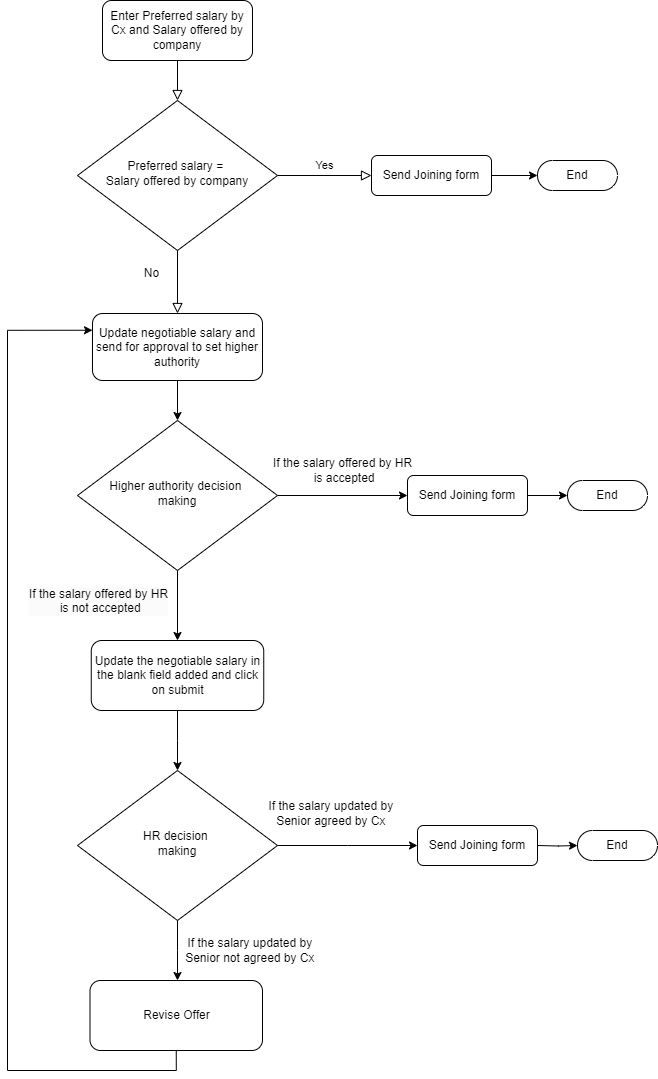 Enter Preferred salary by
Cx and Salary offered by
company
Preferred salary =
Salary offered by company
Yes
Send Joining form
End
No
Update negotiable salary and
send for approval to set higher
authority
Higher authority decision
making
If the salary offered by HR
is accepted
Send Joining form
End
If the salary offered by HR
is not accepted
Update the negotiable salary in
the blank field added and click
on submit
HR decision
making
If the salary updated by
Senior agreed by Cx
Send Joining form
End
If the salary updated by
Senior not agreed by Cx
Revise Offer